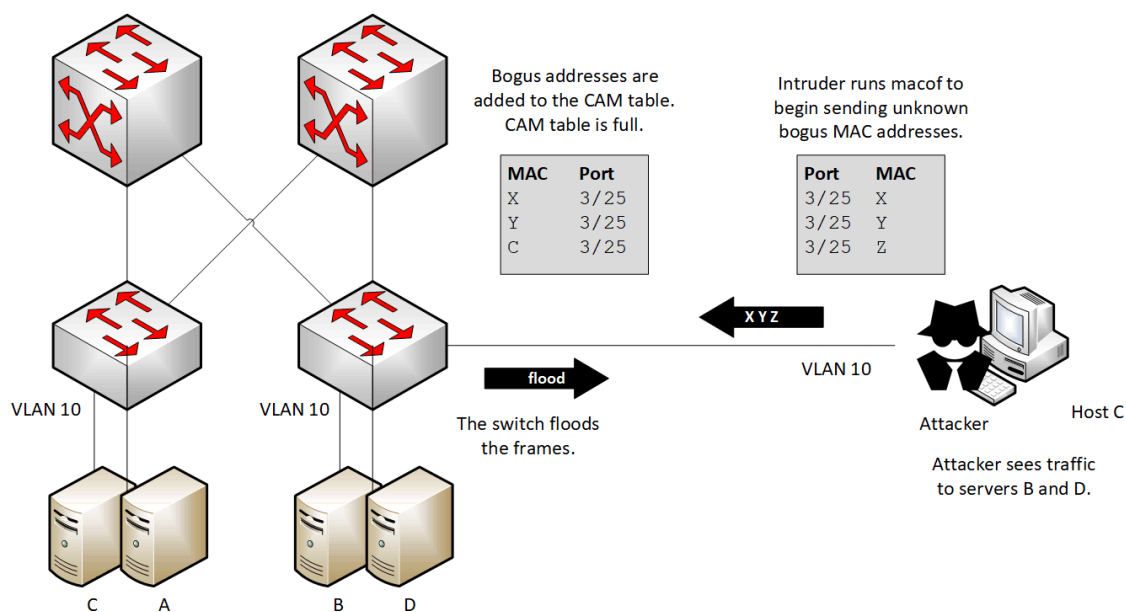 Bogus addresses are
added to the CAM table.
CAM table is full.
Intruder runs macof to
begin sending unknown
bogus MAC addresses.
MAC Port
X 3/25
Y 3/25
C 3/25
Port MAC
3/25 X
3/25 Y
3/25 Z
X Y Z
VLAN 10
flood
VLAN 10
VLAN 10
The switch floods
the frames.
Attacker
Host C
Attacker sees traffic
to servers B and D.
C A
B D